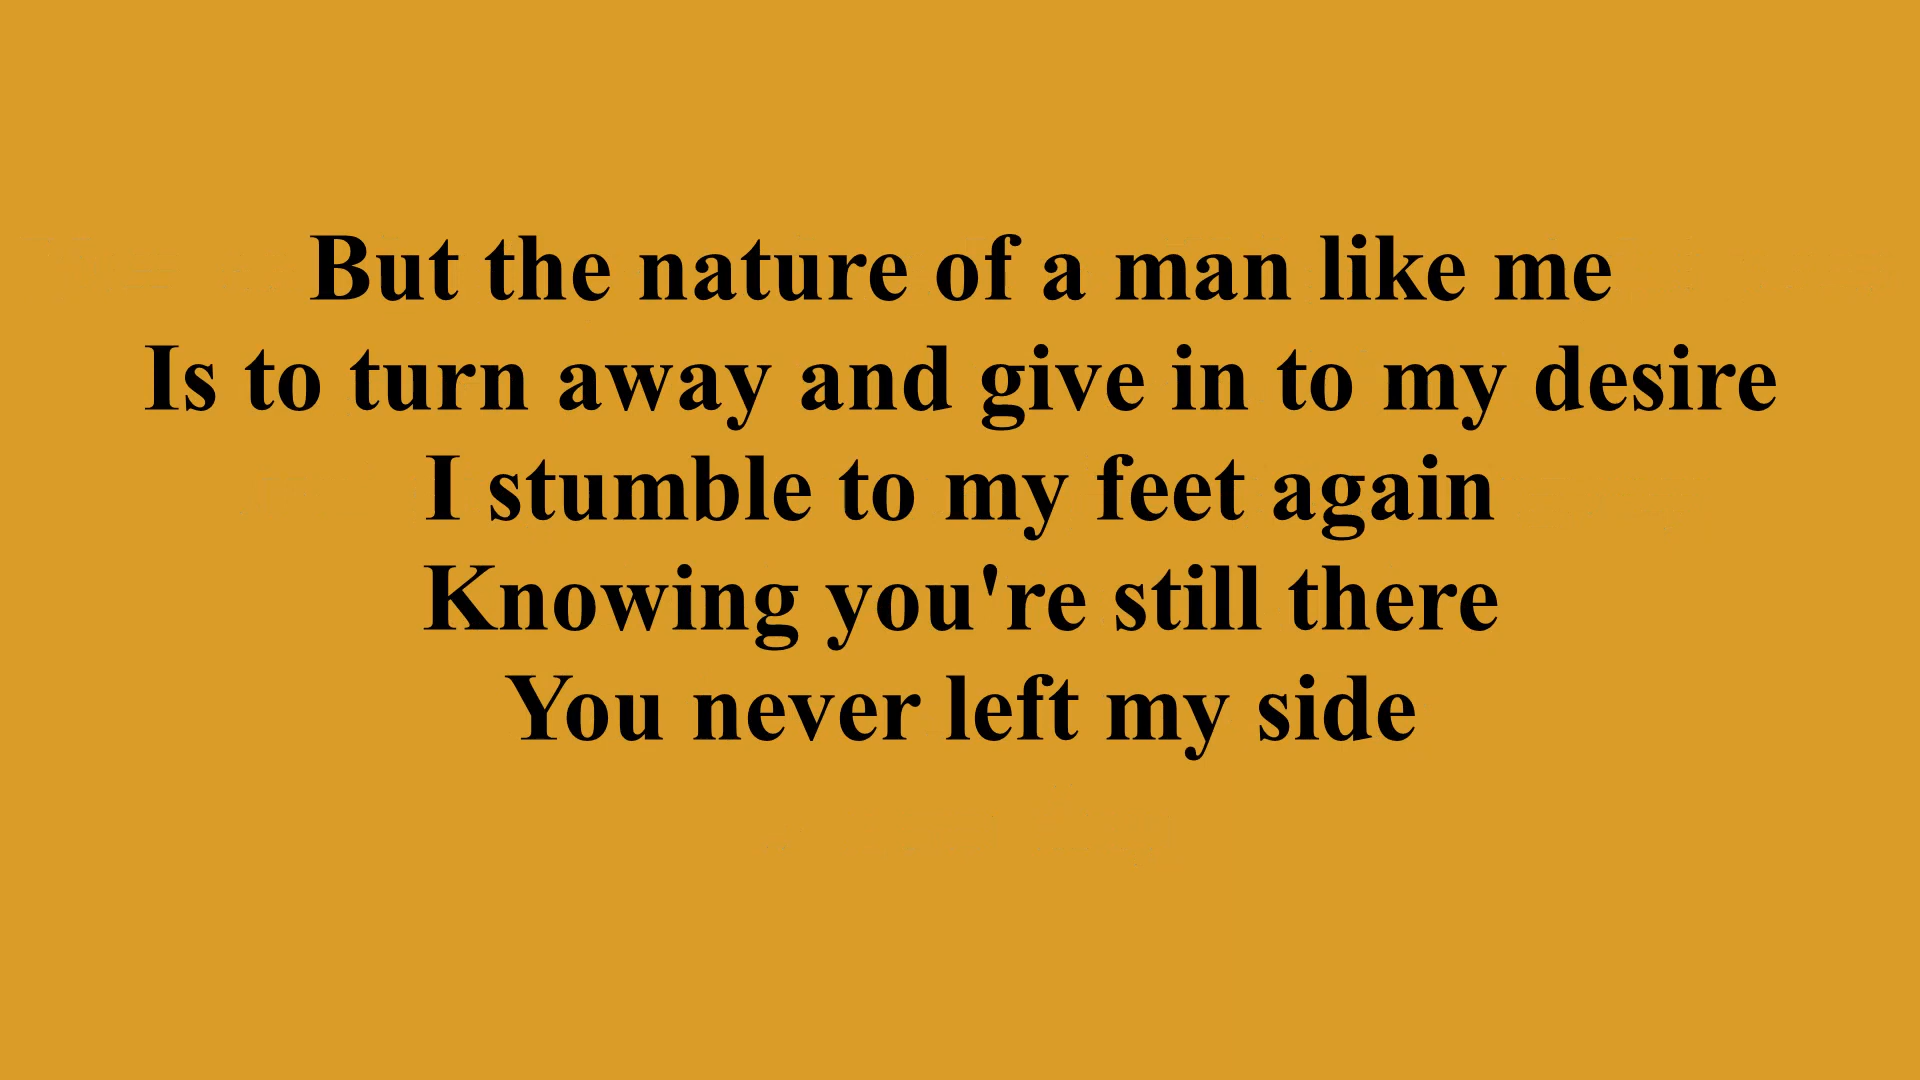 But the nature of a man like me
Is to turn away and give in to my desire
I stumble to my feet again
Knowing you're still there
You never left my side